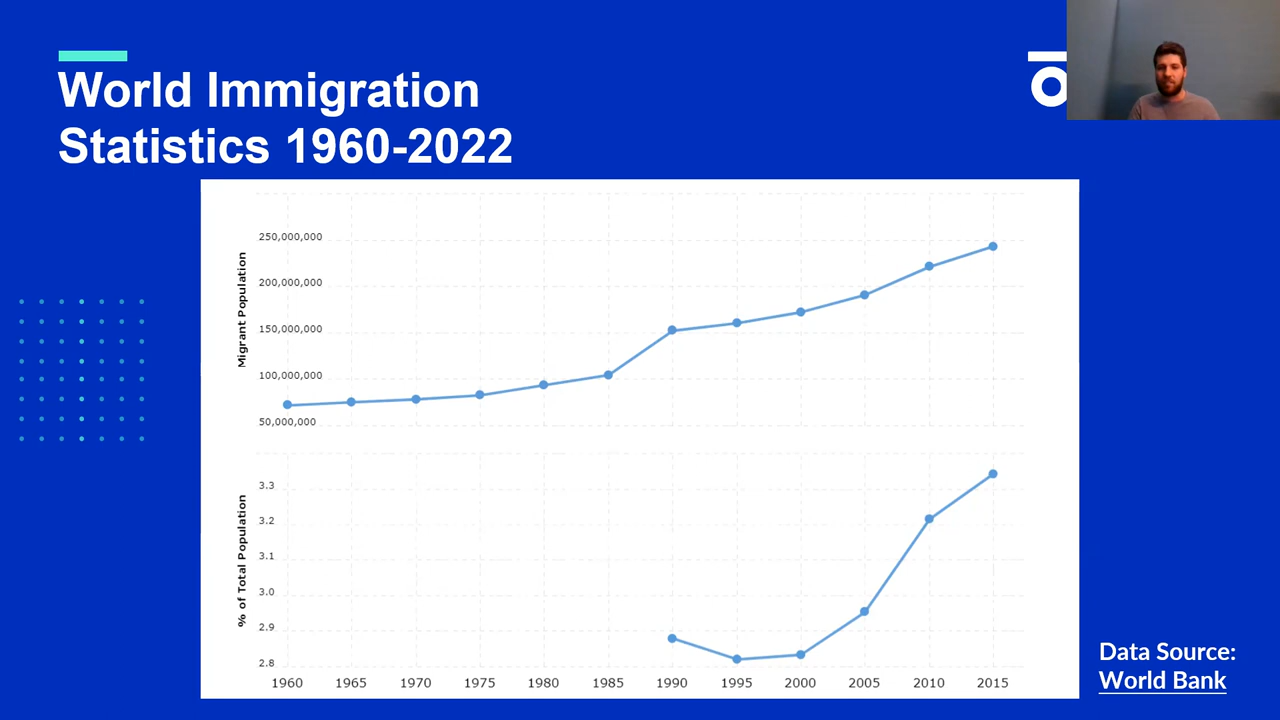 World Immigration
Statistics 1960-2022
Migrant Population
250,000,000
200,000,000
150,000,000
100,000,000
50,000,000
% of Total Population
3.3
3.2
3.1
3.0
2.9
2.8
1960 1965 1970 1975 1980 1985 1990 1995 2000 2005 2010 2015
Data Source:
World Bank